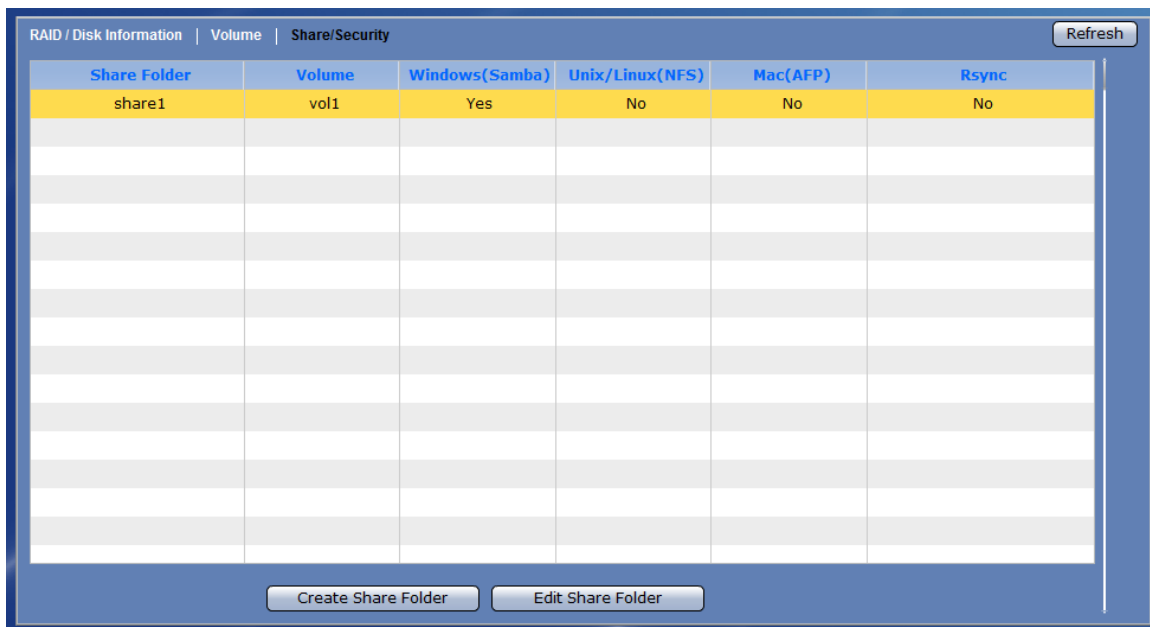 RAID / Disk Information | Volume | Share/Security Refresh
Share Folder Volume Windows(Samba) Unix/Linux(NFS) Mac(AFP) Rsync
share1 vol1 Yes No No No
Create Share Folder Edit Share Folder